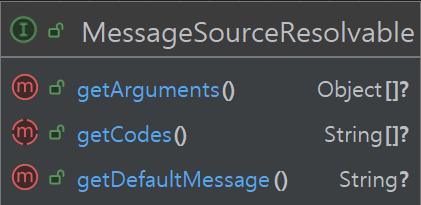 I MessageSourceResolvable
m getArguments() Object[]?
m getCodes() String[]?
m getDefaultMessage() String?